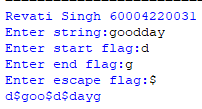 Revati Singh 60004220031
Enter string:goodday
Enter start flag:d
Enter end flag:g
Enter escape flag:$
d$goo$d$dayg